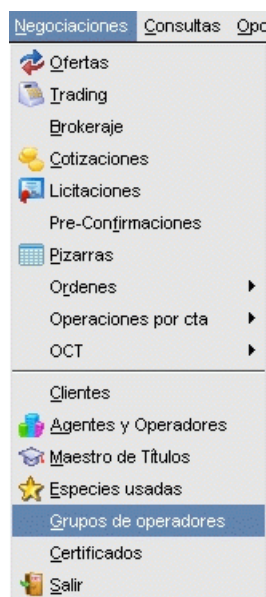 Negociaciones Consultas Opc
Ofertas
Trading
Brokeraje
Cotizaciones
Licitaciones
Pre-Confirmaciones
Pizarras
Ordenes
Operaciones por cta
OCT
Clientes
Agentes y Operadores
Maestro de Títulos
Especies usadas
Grupos de operadores
Certificados
Salir